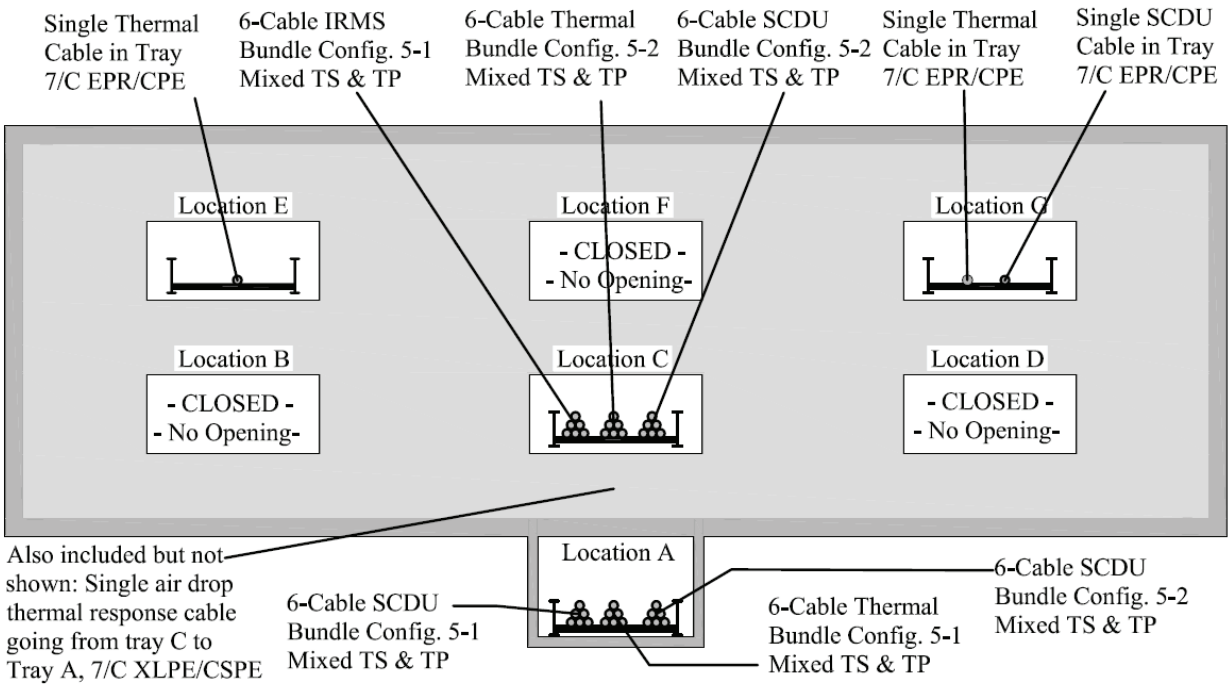 Single Thermal
Cable in Tray
7/C EPR/CPE
6-Cable IRMS
Bundle Config. 5-1
Mixed TS & TP
6-Cable Thermal
Bundle Config. 5-2
Mixed TS & TP
6-Cable SCDU
Bundle Config. 5-2
Mixed TS & TP
Single Thermal
Cable in Tray
7/C EPR/CPE
Single SCDU
Cable in Tray
7/C EPR/CPE
Location E
Location F
- CLOSED -
- No Opening-
Location G
Location B
- CLOSED -
- No Opening-
Location C
Location D
- CLOSED -
- No Opening-
Also included but not
shown: Single air drop
thermal response cable
going from tray C to
Tray A, 7/C XLPE/CSPE
Location A
6-Cable SCDU
Bundle Config. 5-1
Mixed TS & TP
6-Cable Thermal
Bundle Config. 5-1
Mixed TS & TP
6-Cable SCDU
Bundle Config. 5-2
Mixed TS & TP